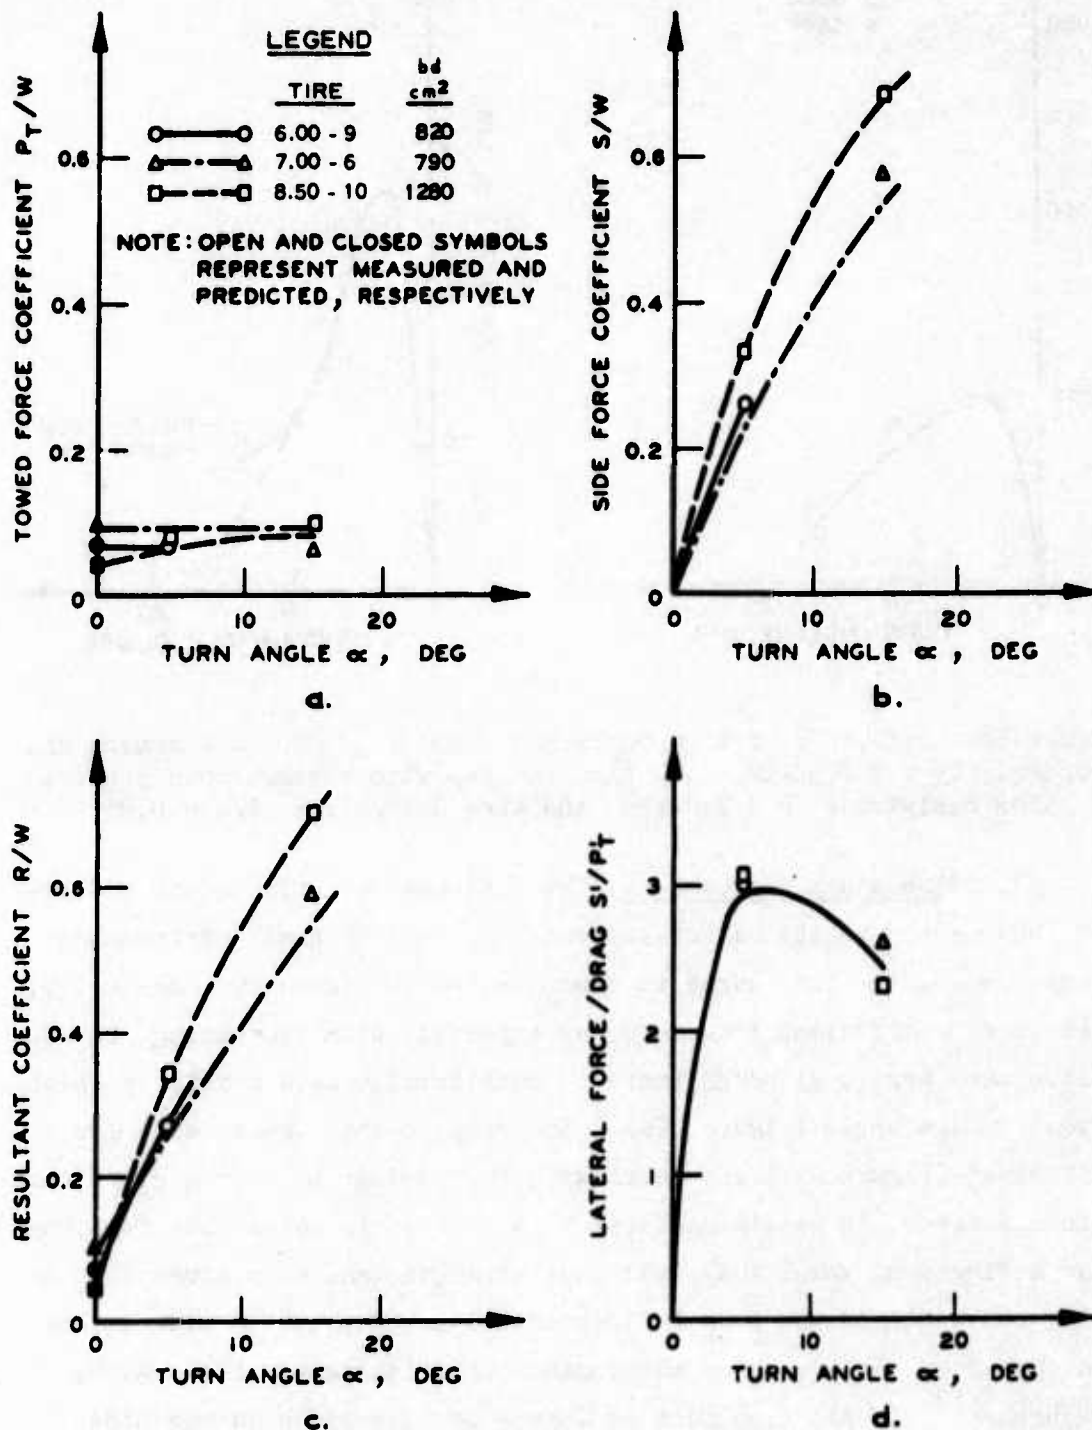 LEGEND
TIRE bd cm²
6.00 - 9 820
7.00 - 6 790
8.50 - 10 1280
NOTE: OPEN AND CLOSED SYMBOLS
REPRESENT MEASURED AND
PREDICTED, RESPECTIVELY
TOWED FORCE COEFFICIENT P_T/W
0.6
0.4
0.2
0
0 10 20
TURN ANGLE α, DEG
a.
SIDE FORCE COEFFICIENT S/W
0.6
0.4
0.2
0
0 10 20
TURN ANGLE α, DEG
b.
RESULTANT COEFFICIENT R/W
0.6
0.4
0.2
0
0 10 20
TURN ANGLE α, DEG
c.
LATERAL FORCE/DRAG S'/P'_T
3
2
1
0
0 10 20
TURN ANGLE α, DEG
d.